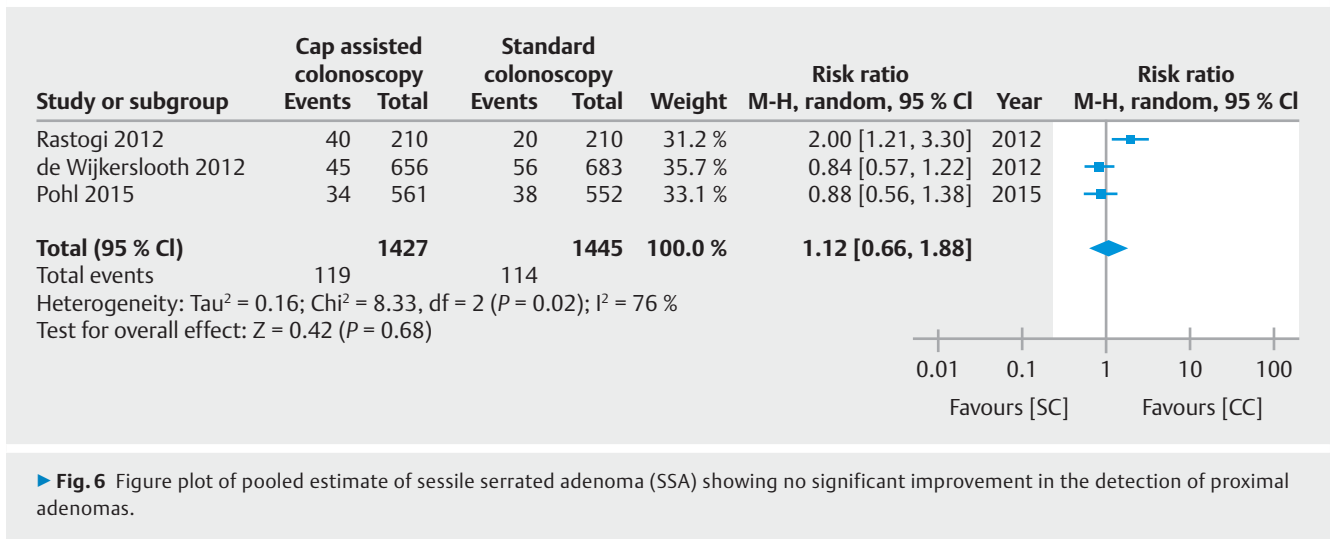 Cap assisted Standard
colonoscopy colonoscopy Risk ratio Risk ratio
Study or subgroup Events Total Events Total Weight M-H, random, 95 % Cl Year M-H, random, 95 % Cl
Rastogi 2012 40 210 20 210 31.2 % 2.00 [1.21, 3.30] 2012
de Wijkerslooth 2012 45 656 56 683 35.7 % 0.84 [0.57, 1.22] 2012
Pohl 2015 34 561 38 552 33.1 % 0.88 [0.56, 1.38] 2015
Total (95 % Cl) 1427 1445 100.0 % 1.12 [0.66, 1.88]
Total events 119 114
Heterogeneity: Tau² = 0.16; Chi² = 8.33, df = 2 (P = 0.02); I² = 76 %
Test for overall effect: Z = 0.42 (P = 0.68)
0.01 0.1 1 10 100
Favours [SC] Favours [CC]
▶ Fig. 6 Figure plot of pooled estimate of sessile serrated adenoma (SSA) showing no significant improvement in the detection of proximal
adenomas.